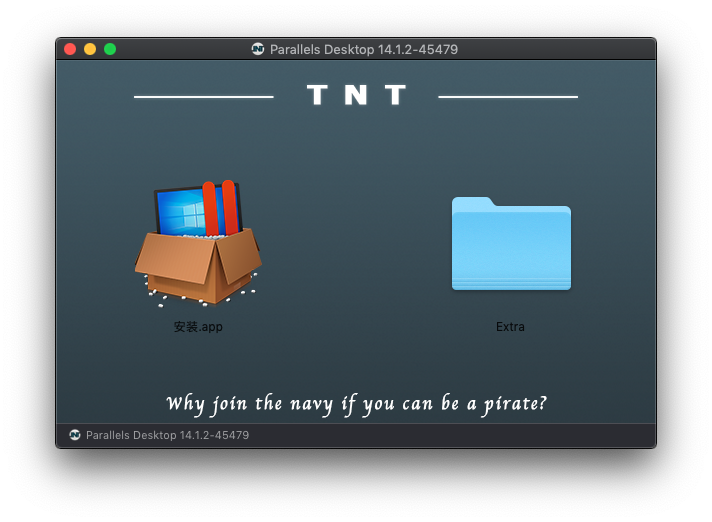 Parallels Desktop 14.1.2-45479
TNT
安装.app
Extra
Why join the navy if you can be a pirate?
Parallels Desktop 14.1.2-45479